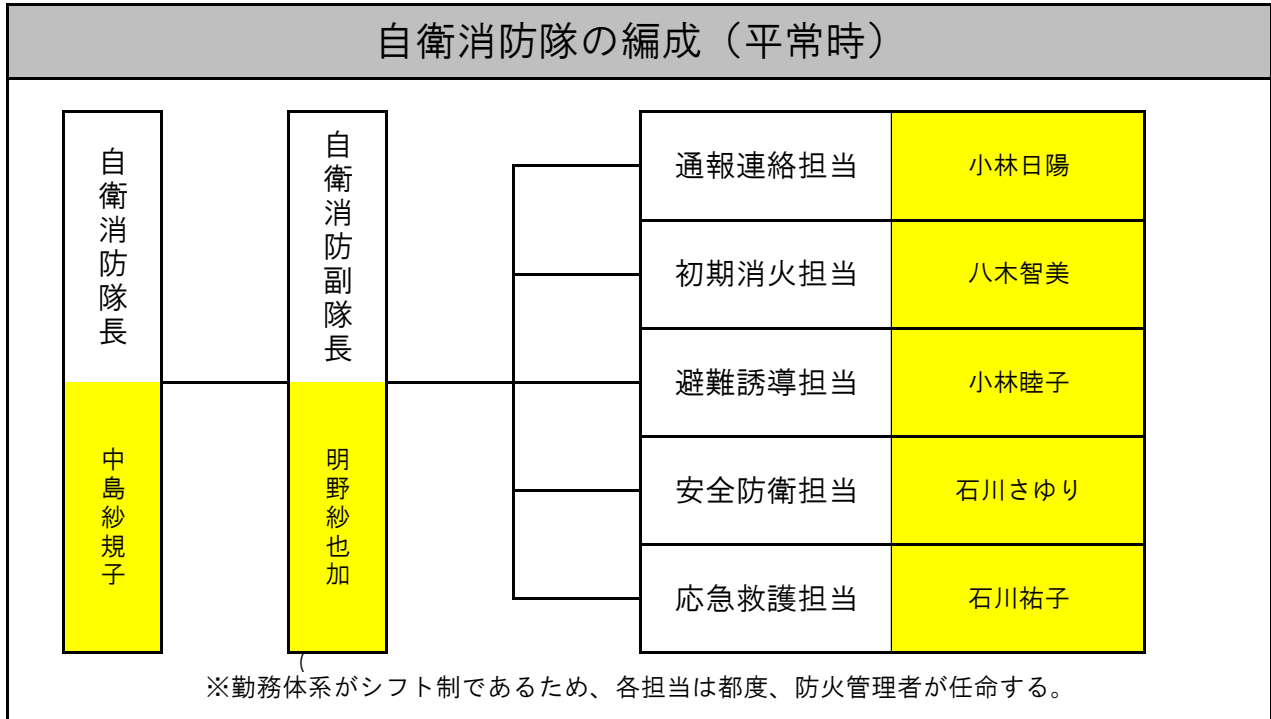 自衛消防隊の編成（平常時）
自衛消防隊長
中島紗規子
自衛消防副隊長
明野紗也加
通報連絡担当 小林日陽
初期消火担当 八木智美
避難誘導担当 小林睦子
安全防衛担当 石川さゆり
応急救護担当 石川祐子
（
※勤務体系がシフト制であるため、各担当は都度、防火管理者が任命する。